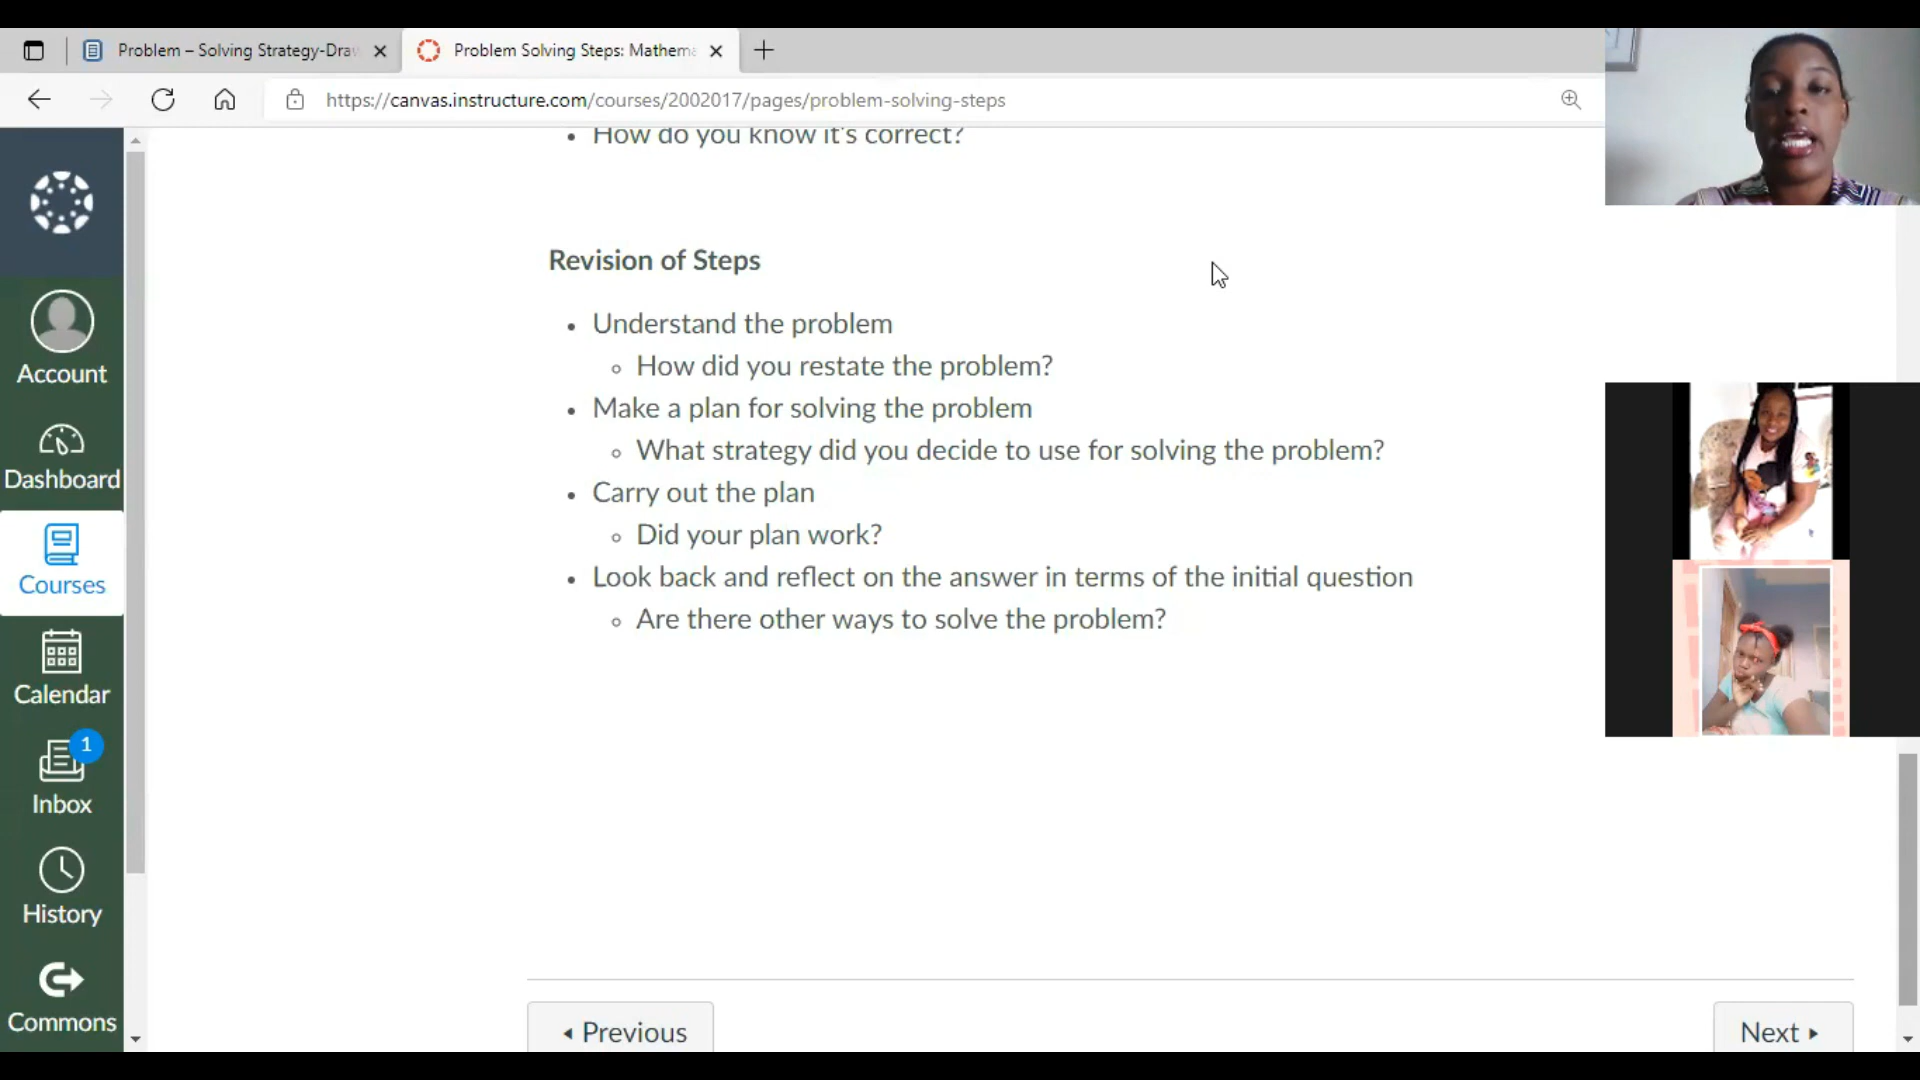 Problem – Solving Strategy-Dra
Problem Solving Steps: Mathema
https://canvas.instructure.com/courses/2002017/pages/problem-solving-steps
• How do you know it's correct?
Revision of Steps
• Understand the problem
◦ How did you restate the problem?
• Make a plan for solving the problem
◦ What strategy did you decide to use for solving the problem?
• Carry out the plan
◦ Did your plan work?
• Look back and reflect on the answer in terms of the initial question
◦ Are there other ways to solve the problem?
Account
Dashboard
Courses
Calendar
1
Inbox
History
Commons
Previous
Next